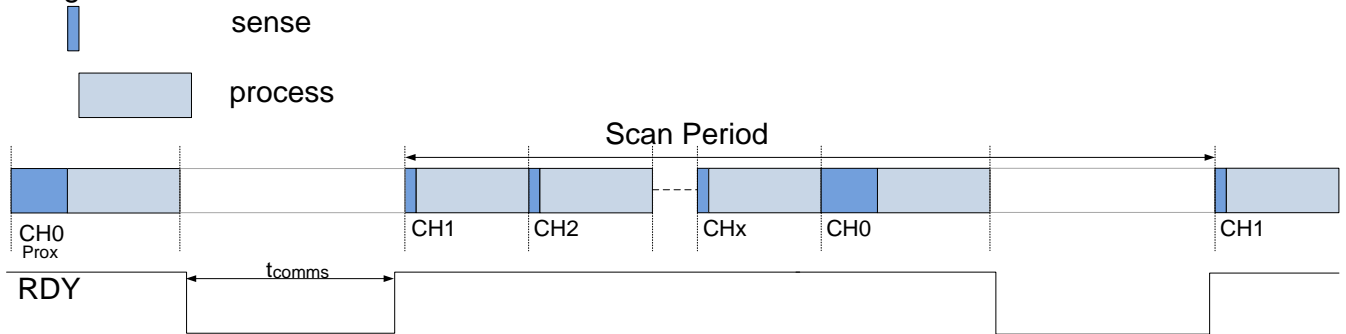 sense
process
Scan Period
CH0
Prox
CH1
CH2
CHx
CH0
CH1
tcomms
RDY